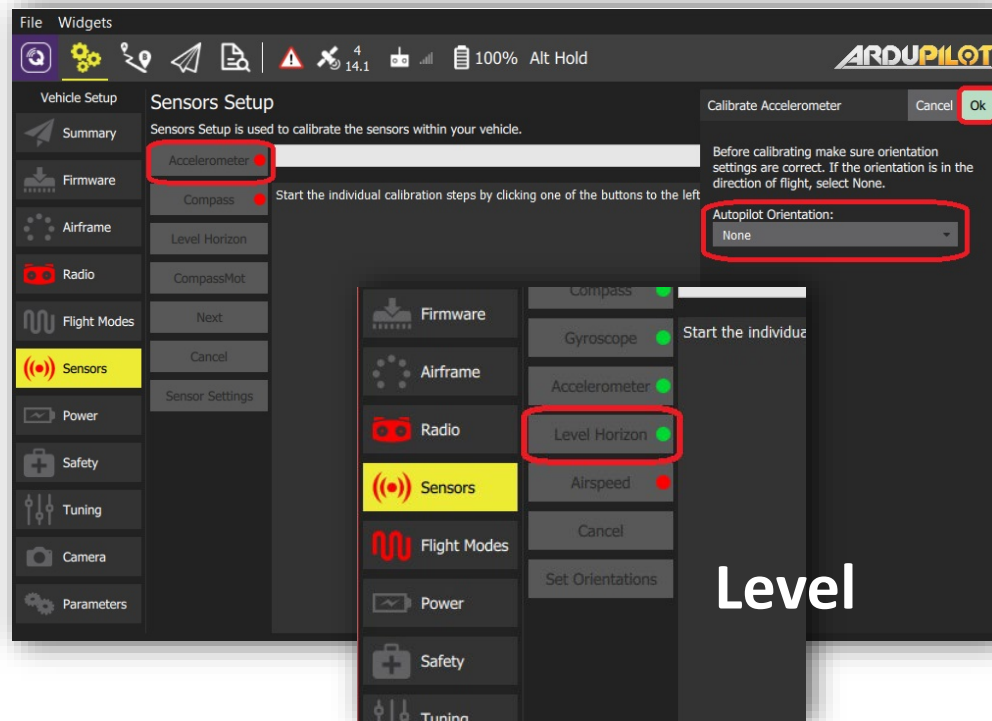 File Widgets
4
14.1
100% Alt Hold
ARDUPILOT
Vehicle Setup
Summary
Firmware
Airframe
Radio
Flight Modes
Sensors
Power
Safety
Tuning
Camera
Parameters
Sensors Setup
Sensors Setup is used to calibrate the sensors within your vehicle.
Accelerometer
Compass
Level Horizon
CompassMot
Next
Cancel
Sensor Settings
Start the individual calibration steps by clicking one of the buttons to the left
Calibrate Accelerometer
Cancel
Ok
Before calibrating make sure orientation
settings are correct. If the orientation is in the
direction of flight, select None.
Autopilot Orientation:
None
Firmware
Airframe
Radio
Sensors
Flight Modes
Power
Safety
Tuning
Compass
Gyroscope
Accelerometer
Level Horizon
Airspeed
Cancel
Set Orientations
Start the individua
Level